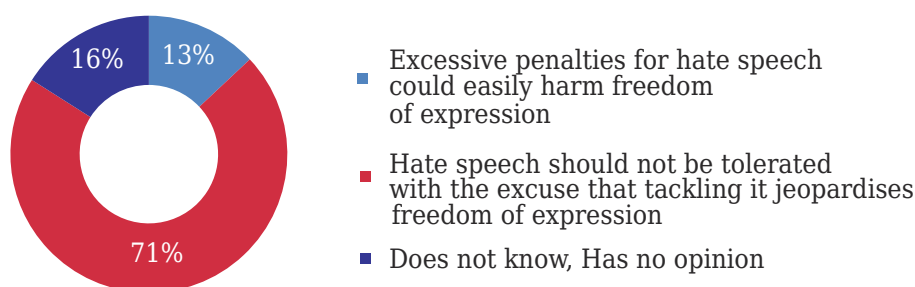 16%
13%
71%
Excessive penalties for hate speech
could easily harm freedom
of expression
Hate speech should not be tolerated
with the excuse that tackling it jeopardises
freedom of expression
Does not know, Has no opinion